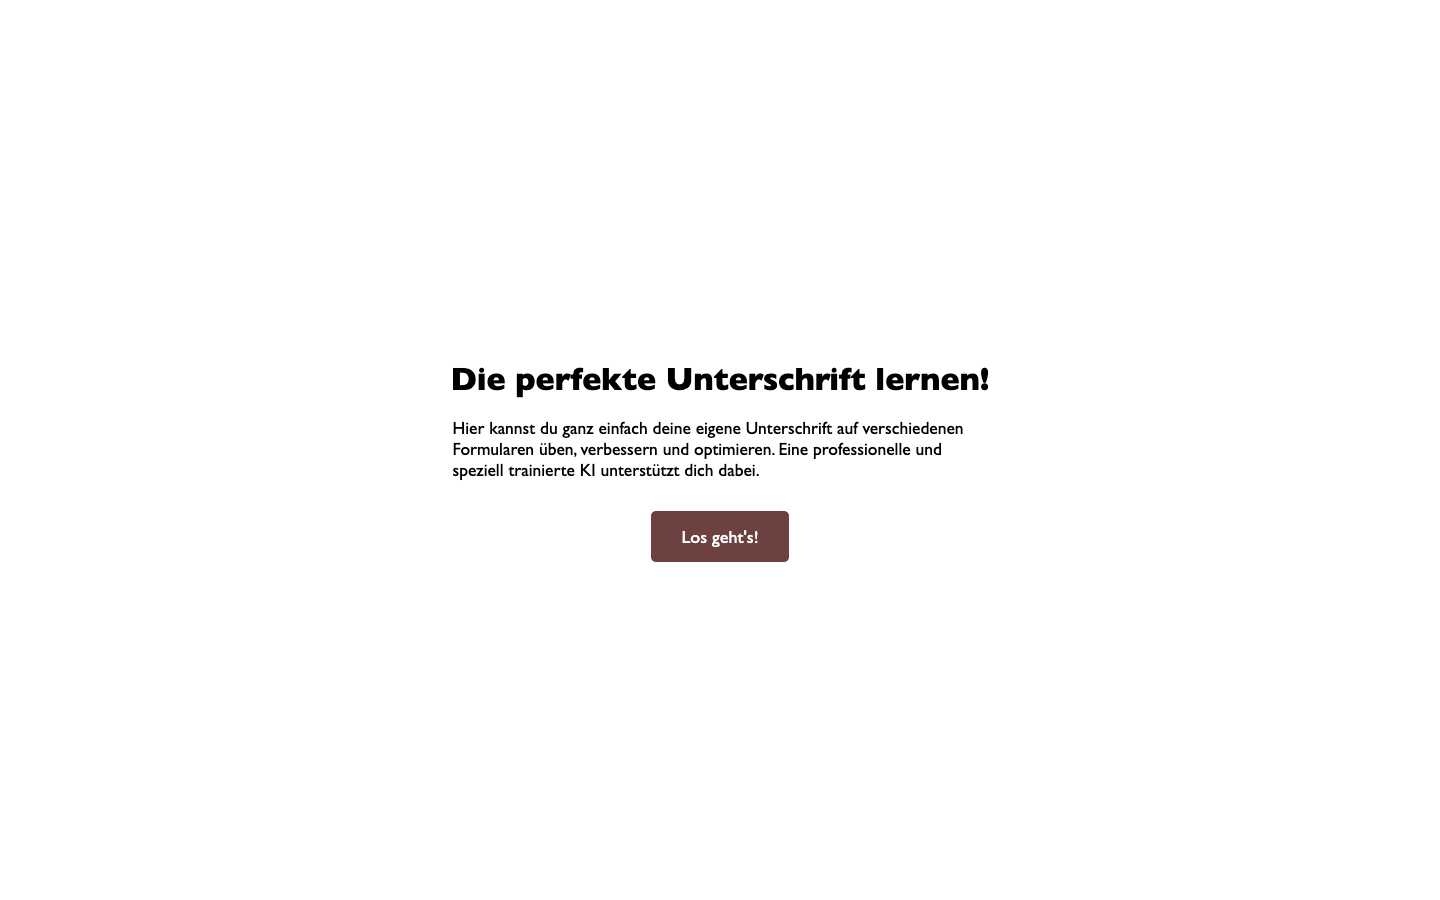 Die perfekte Unterschrift lernen!
Hier kannst du ganz einfach deine eigene Unterschrift auf verschiedenen
Formularen üben, verbessern und optimieren. Eine professionelle und
speziell trainierte KI unterstützt dich dabei.
Los geht's!